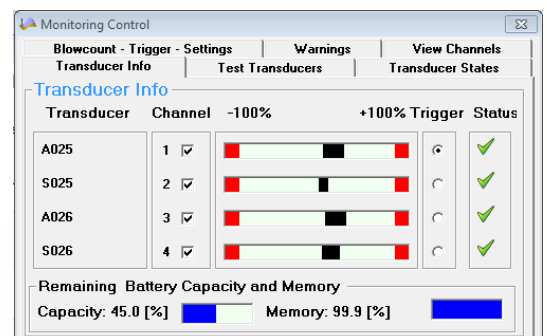 Monitoring Control
Blowcount - Trigger - Settings Warnings View Channels
Transducer Info Test Transducers Transducer States
Transducer Info
Transducer Channel -100% +100% Trigger Status
A025 1
S025 2
A026 3
S026 4
Remaining Battery Capacity and Memory
Capacity: 45.0 [%] Memory: 99.9 [%]